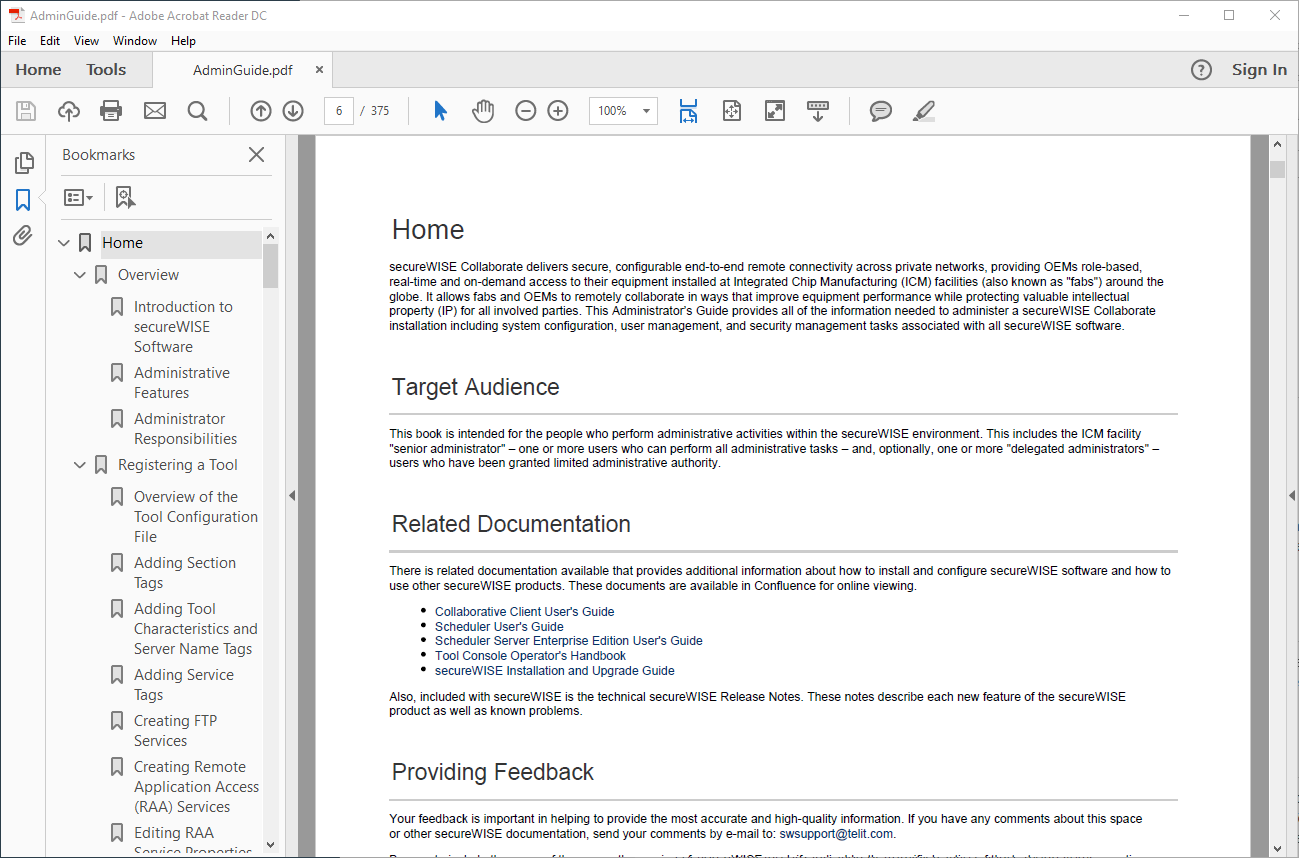 AdminGuide.pdf - Adobe Acrobat Reader DC
File Edit View Window Help
Home Tools AdminGuide.pdf × ? Sign In
6 / 375 100%
Bookmarks
Home
Overview
Introduction to
secureWISE
Software
Administrative
Features
Administrator
Responsibilities
Registering a Tool
Overview of the
Tool Configuration
File
Adding Section
Tags
Adding Tool
Characteristics and
Server Name Tags
Adding Service
Tags
Creating FTP
Services
Creating Remote
Application Access
(RAA) Services
Editing RAA
Service Properties
Home
secureWISE Collaborate delivers secure, configurable end-to-end remote connectivity across private networks, providing OEMs role-based,
real-time and on-demand access to their equipment installed at Integrated Chip Manufacturing (ICM) facilities (also known as "fabs") around the
globe. It allows fabs and OEMs to remotely collaborate in ways that improve equipment performance while protecting valuable intellectual
property (IP) for all involved parties. This Administrator's Guide provides all of the information needed to administer a secureWISE Collaborate
installation including system configuration, user management, and security management tasks associated with all secureWISE software.
Target Audience
This book is intended for the people who perform administrative activities within the secureWISE environment. This includes the ICM facility
"senior administrator" – one or more users who can perform all administrative tasks – and, optionally, one or more "delegated administrators" –
users who have been granted limited administrative authority.
Related Documentation
There is related documentation available that provides additional information about how to install and configure secureWISE software and how to
use other secureWISE products. These documents are available in Confluence for online viewing.
• Collaborative Client User's Guide
• Scheduler User's Guide
• Scheduler Server Enterprise Edition User's Guide
• Tool Console Operator's Handbook
• secureWISE Installation and Upgrade Guide
Also, included with secureWISE is the technical secureWISE Release Notes. These notes describe each new feature of the secureWISE
product as well as known problems.
Providing Feedback
Your feedback is important in helping to provide the most accurate and high-quality information. If you have any comments about this space
or other secureWISE documentation, send your comments by e-mail to: swsupport@telit.com.